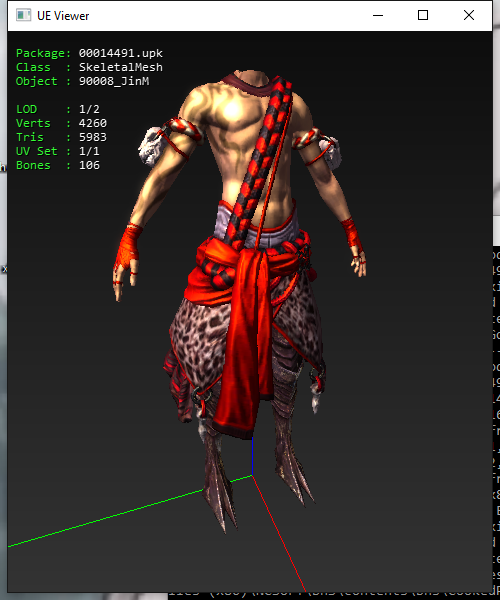 UE Viewer
Package: 00014491.upk
Class : SkeletalMesh
Object : 90008_JinM
LOD : 1/2
Verts : 4260
Tris : 5983
UV Set : 1/1
Bones : 106